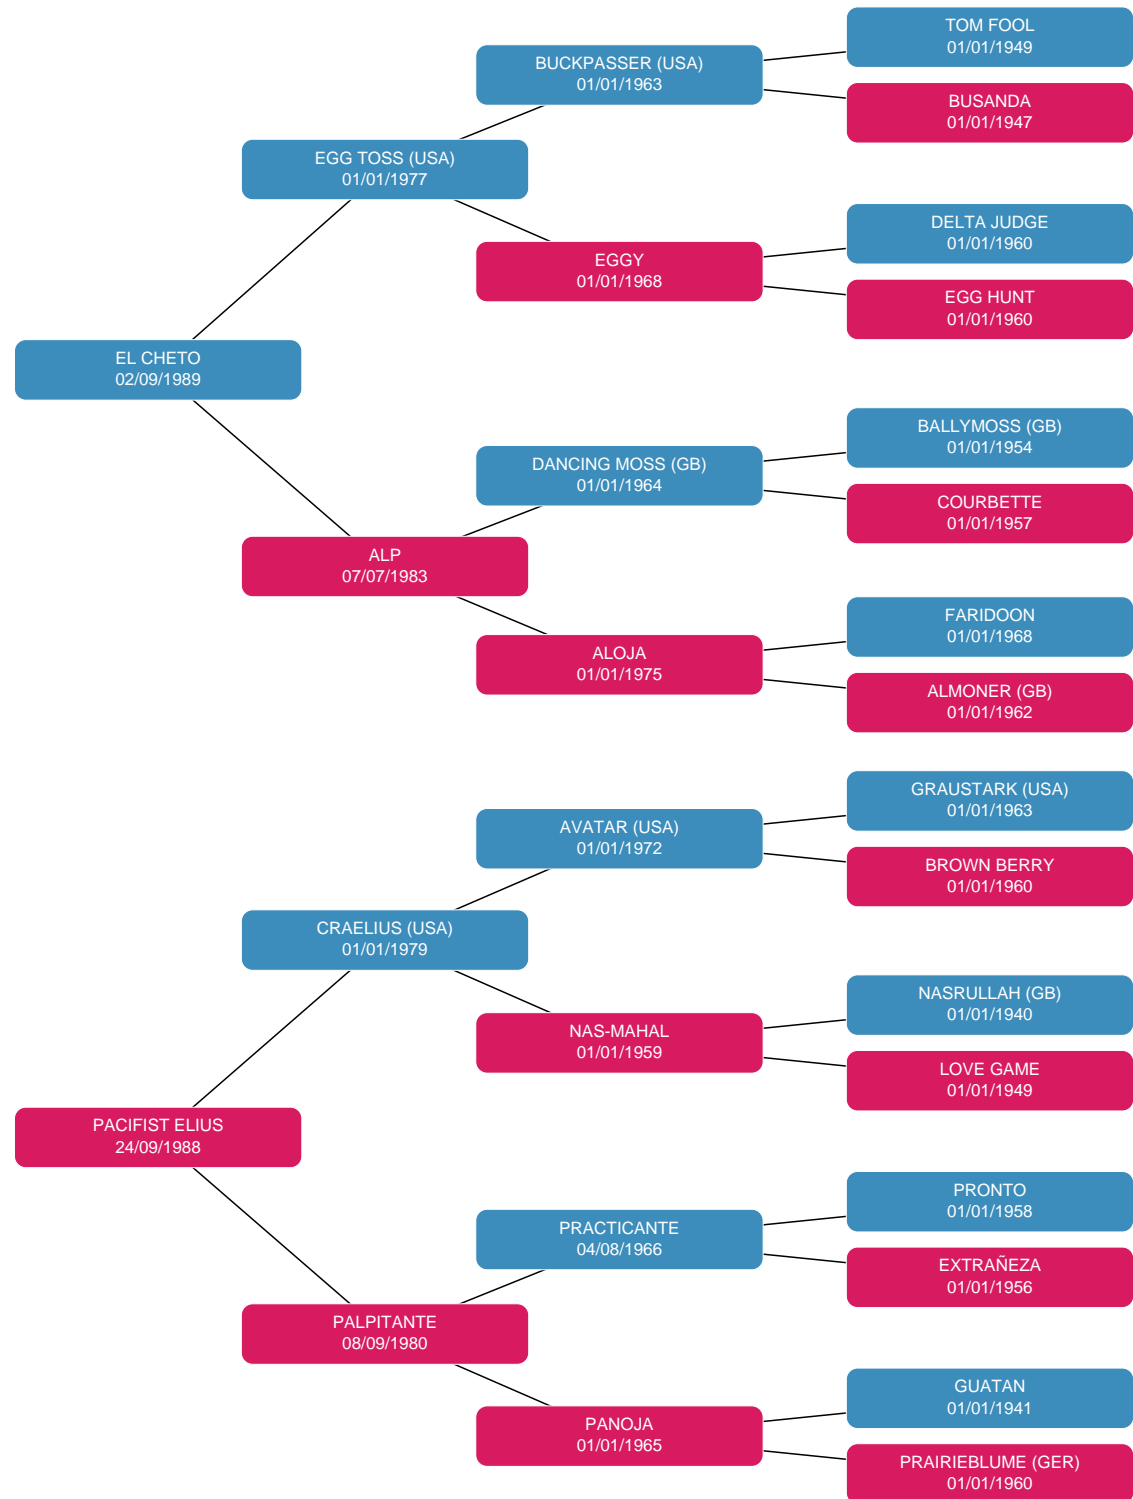 TOM FOOL
01/01/1949
BUCKPASSER (USA)
01/01/1963
BUSANDA
01/01/1947
EGG TOSS (USA)
01/01/1977
DELTA JUDGE
01/01/1960
EGGY
01/01/1968
EGG HUNT
01/01/1960
EL CHETO
02/09/1989
BALLYMOSS (GB)
01/01/1954
DANCING MOSS (GB)
01/01/1964
COURBETTE
01/01/1957
ALP
07/07/1983
FARIDOON
01/01/1968
ALOJA
01/01/1975
ALMONER (GB)
01/01/1962
GRAUSTARK (USA)
01/01/1963
AVATAR (USA)
01/01/1972
BROWN BERRY
01/01/1960
CRAELIUS (USA)
01/01/1979
NASRULLAH (GB)
01/01/1940
NAS-MAHAL
01/01/1959
LOVE GAME
01/01/1949
PACIFIST ELIUS
24/09/1988
PRONTO
01/01/1958
PRACTICANTE
04/08/1966
EXTRAÑEZA
01/01/1956
PALPITANTE
08/09/1980
GUATAN
01/01/1941
PANOJA
01/01/1965
PRAIRIEBLUME (GER)
01/01/1960